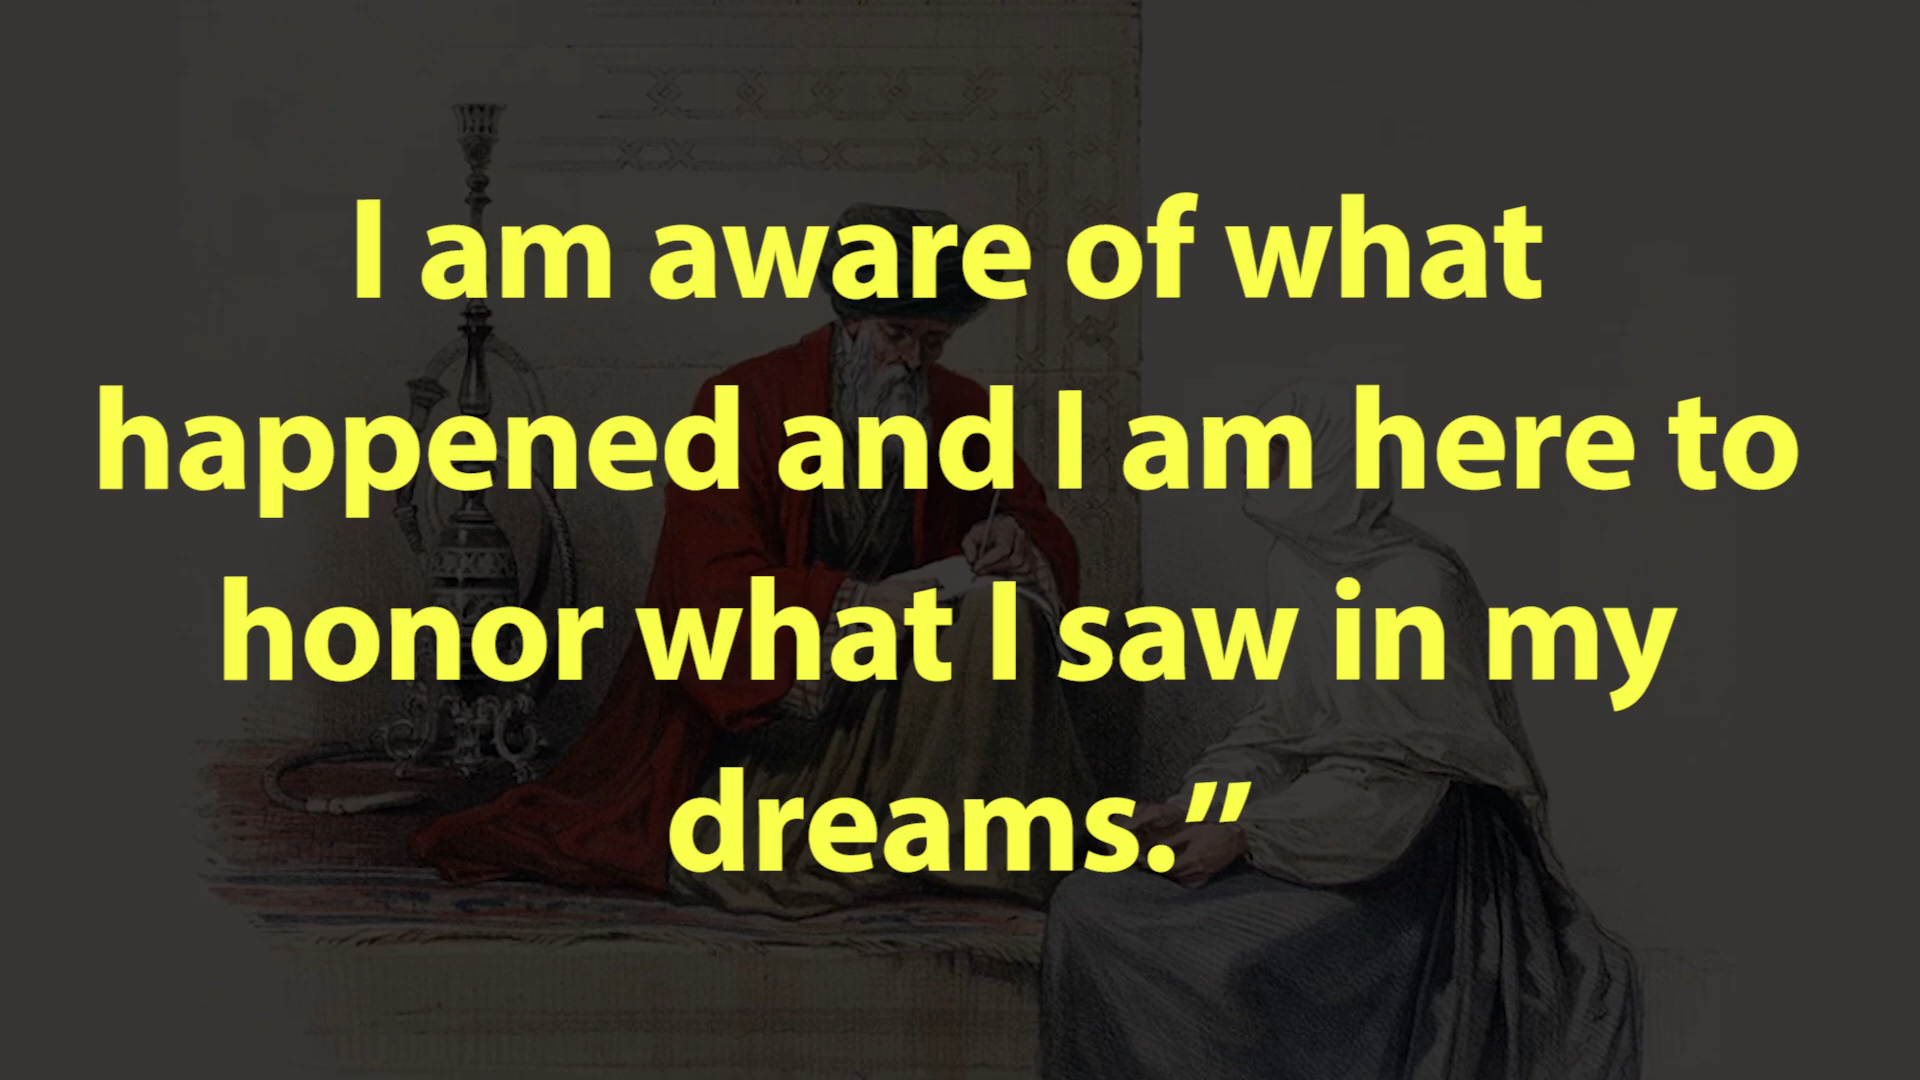 I am aware of what
happened and I am here to
honor what I saw in my
dreams.”